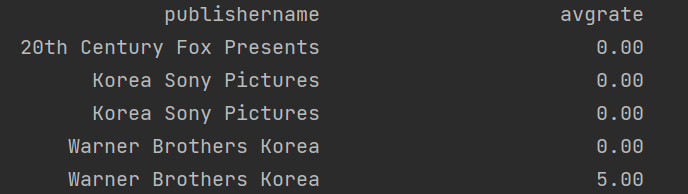 publishername avgrate
20th Century Fox Presents 0.00
Korea Sony Pictures 0.00
Korea Sony Pictures 0.00
Warner Brothers Korea 0.00
Warner Brothers Korea 5.00